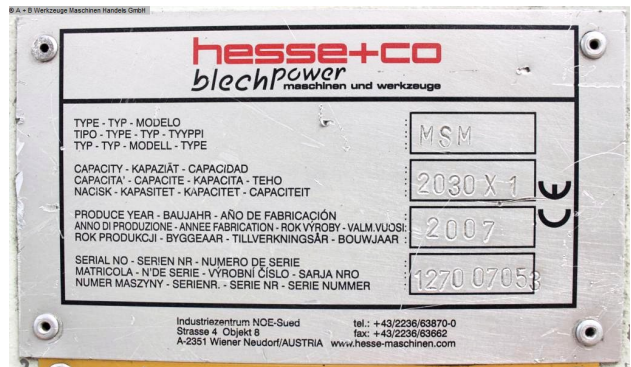 © A + B Werkzeuge Maschinen Handels GmbH
hesse+co
blechpower
maschinen und werkzeuge
TYPE - TYP - MODELO
TIPO - TYPE - TYP - TYYPPI
TYP - TYP - MODELL - TYPE
MSM
CAPACITY - KAPAZIÄT - CAPACIDAD
CAPACITA' - CAPACITE - KAPACITA - TEHO
NACISK - KAPASITET - KAPACITET - CAPACITEIT
2030 X 1
CE
PRODUCE YEAR - BAUJAHR - AÑO DE FABRICACIÓN
ANNO DI PRODUZIONE - ANNEE FABRICATION - ROK VÝROBY - VALM.VUOSI:
ROK PRODUKCJI - BYGGEAAR - TILLVERKNINGSÅR - BOUWJAAR
2007
SERIAL NO - SERIEN NR - NUMERO DE SERIE
MATRICOLA - N'DE SERIE - VÝROBNÍ ČÍSLO - SARJA NRO
NUMER MASZYNY - SERIENR. - SERIE NR - SERIE NUMMER
1270 07053
Industriezentrum NOE-Sued
Strasse 4 Objekt 8
A-2351 Wiener Neudorf/AUSTRIA
tel.: +43/2236/63870-0
fax: +43/2236/63662
www.hesse-maschinen.com